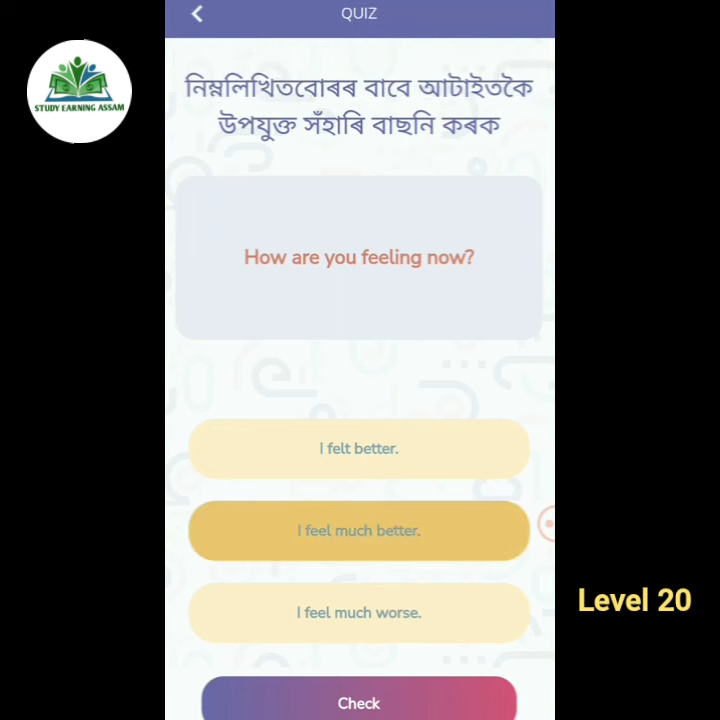 QUIZ
STUDY EARNING ASSAM
নিম্নলিখিতবোৰৰ বাবে আটাইতকৈ
উপযুক্ত সঁহাৰি বাছনি কৰক
How are you feeling now?
I felt better.
I feel much better.
I feel much worse.
Level 20
Check